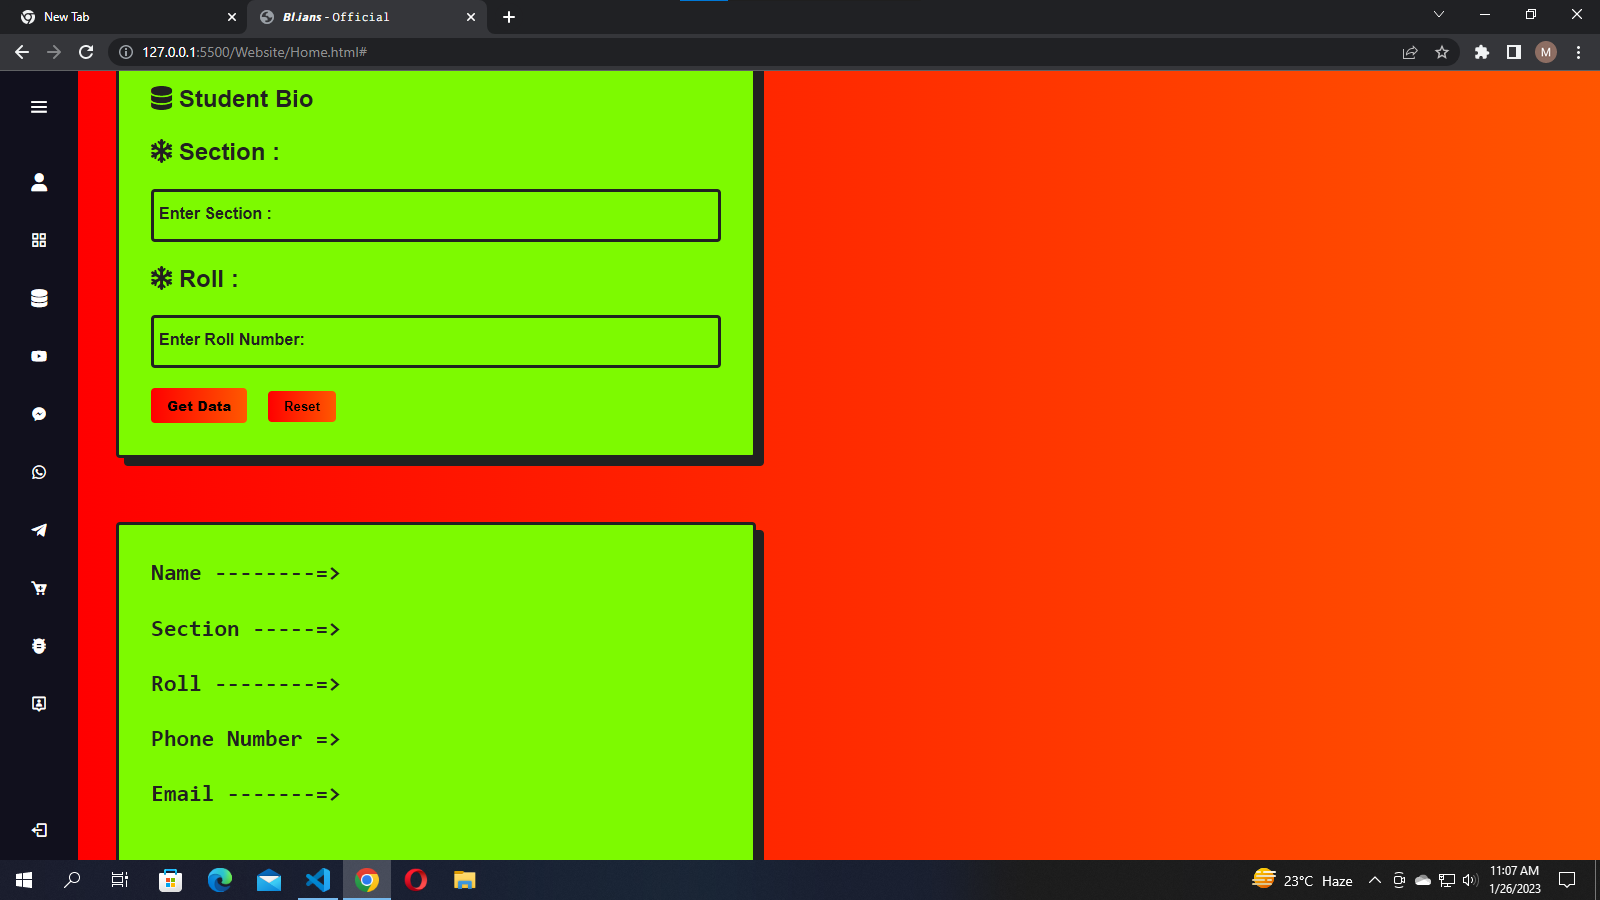 New Tab
Bl.ians - Official
127.0.0.1:5500/Website/Home.html#
M
Student Bio
Section :
Enter Section :
Roll :
Enter Roll Number:
Get Data
Reset
Name --------=>
Section -----=>
Roll --------=>
Phone Number =>
Email -------=>
23°C Haze
11:07 AM
1/26/2023